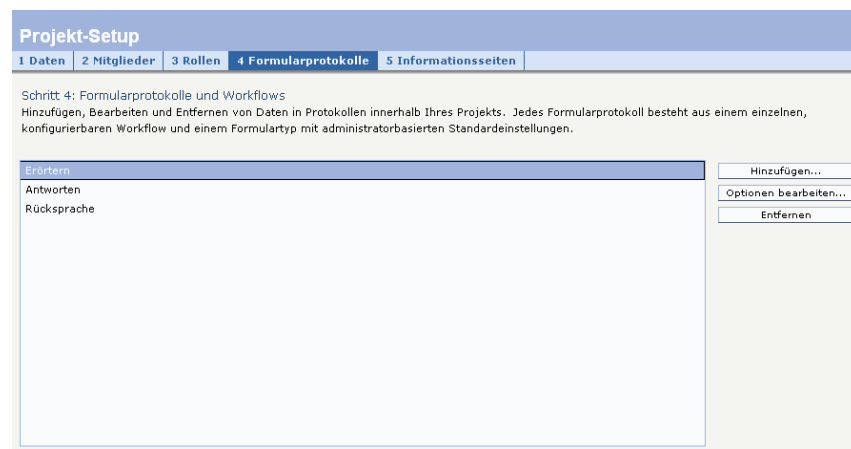 Projekt-Setup
1 Daten 2 Mitglieder 3 Rollen 4 Formularprotokolle 5 Informationsseiten
Schritt 4: Formularprotokolle und Workflows
Hinzufügen, Bearbeiten und Entfernen von Daten in Protokollen innerhalb Ihres Projekts. Jedes Formularprotokoll besteht aus einem einzelnen,
konfigurierbaren Workflow und einem Formulartyp mit administratorbasierten Standardeinstellungen.
Erörtern
Antworten
Rücksprache
Hinzufügen...
Optionen bearbeiten...
Entfernen